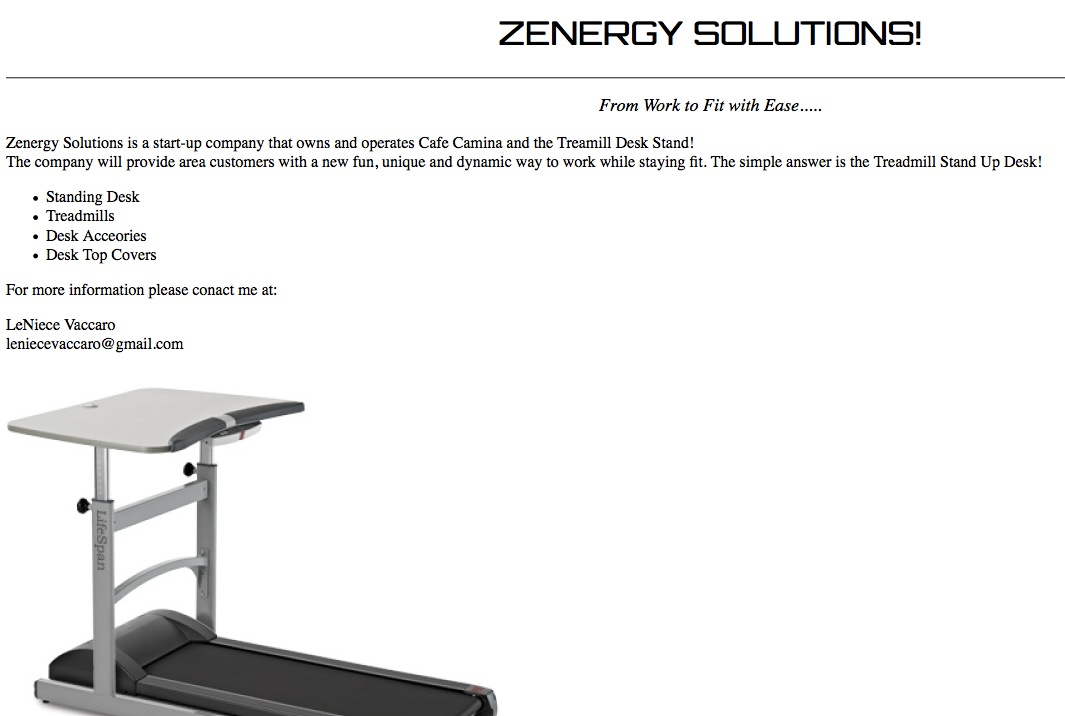 ZENERGY SOLUTIONS!
From Work to Fit with Ease.....
Zenergy Solutions is a start-up company that owns and operates Cafe Camina and the Treamill Desk Stand!
The company will provide area customers with a new fun, unique and dynamic way to work while staying fit. The simple answer is the Treadmill Stand Up Desk!
• Standing Desk
• Treadmills
• Desk Acceories
• Desk Top Covers
For more information please conact me at:
LeNiece Vaccaro
leniecevaccaro@gmail.com
LifeSpan